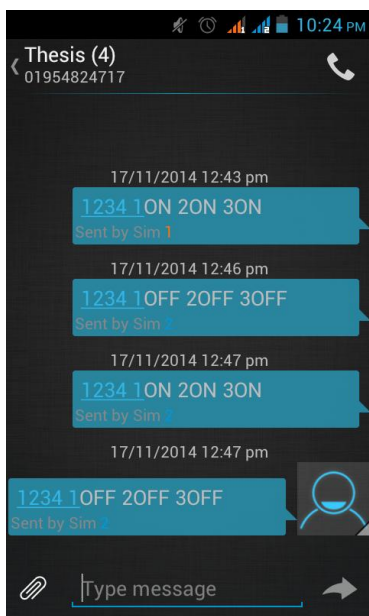 10:24 PM
Thesis (4)
01954824717
17/11/2014 12:43 pm
1234 1ON 2ON 3ON
Sent by Sim 1
17/11/2014 12:46 pm
1234 1OFF 2OFF 3OFF
Sent by Sim 2
17/11/2014 12:47 pm
1234 1ON 2ON 3ON
Sent by Sim 2
17/11/2014 12:47 pm
1234 1OFF 2OFF 3OFF
Sent by Sim 2
Type message